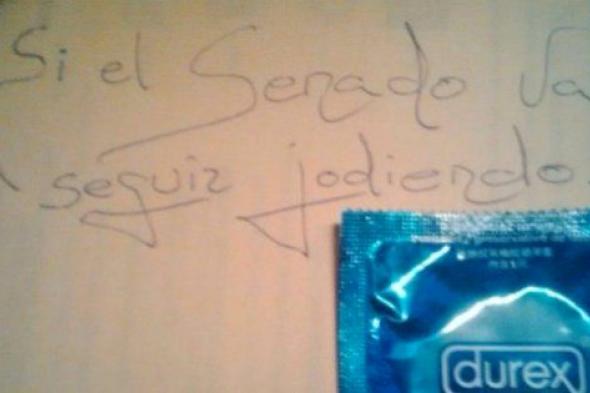 Si el Senado va
a seguir jodiendo.
durex